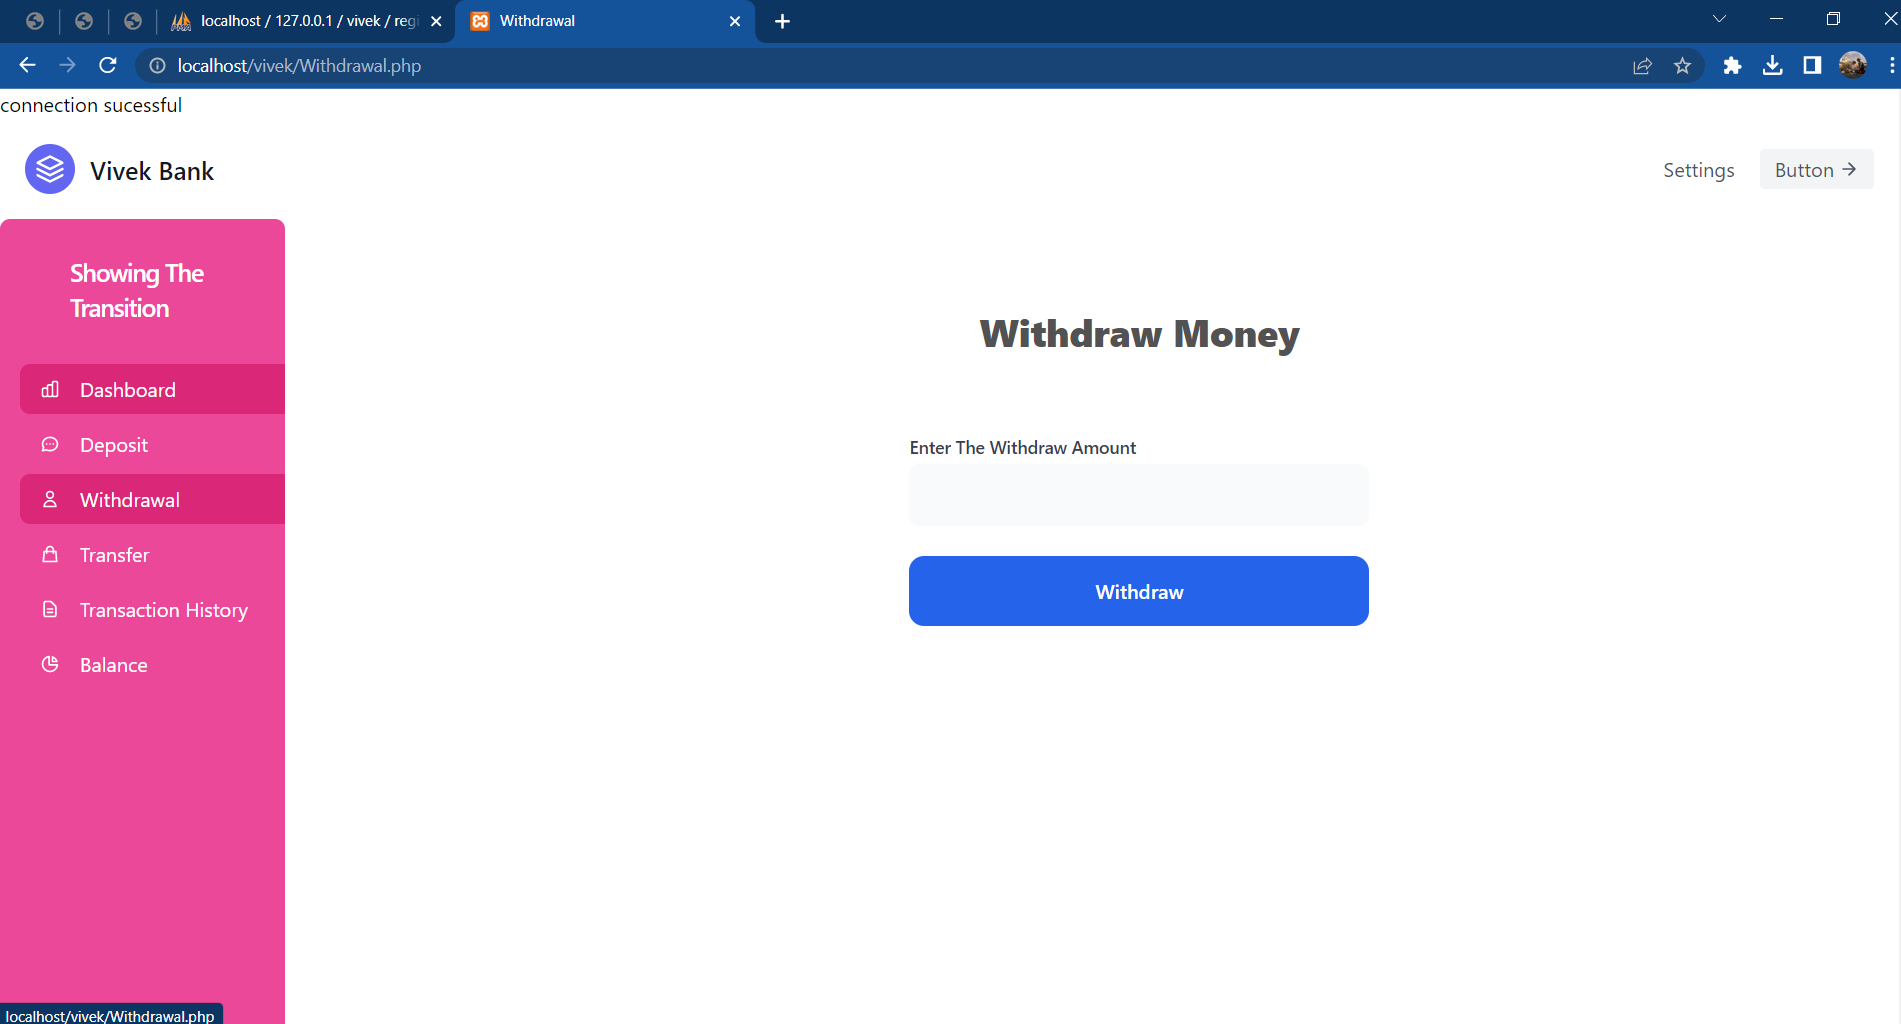 localhost / 127.0.0.1 / vivek / regi
Withdrawal
localhost/vivek/Withdrawal.php
connection sucessful
Vivek Bank
Settings
Button →
Showing The
Transition
Dashboard
Deposit
Withdrawal
Transfer
Transaction History
Balance
Withdraw Money
Enter The Withdraw Amount
Withdraw
localhost/vivek/Withdrawal.php